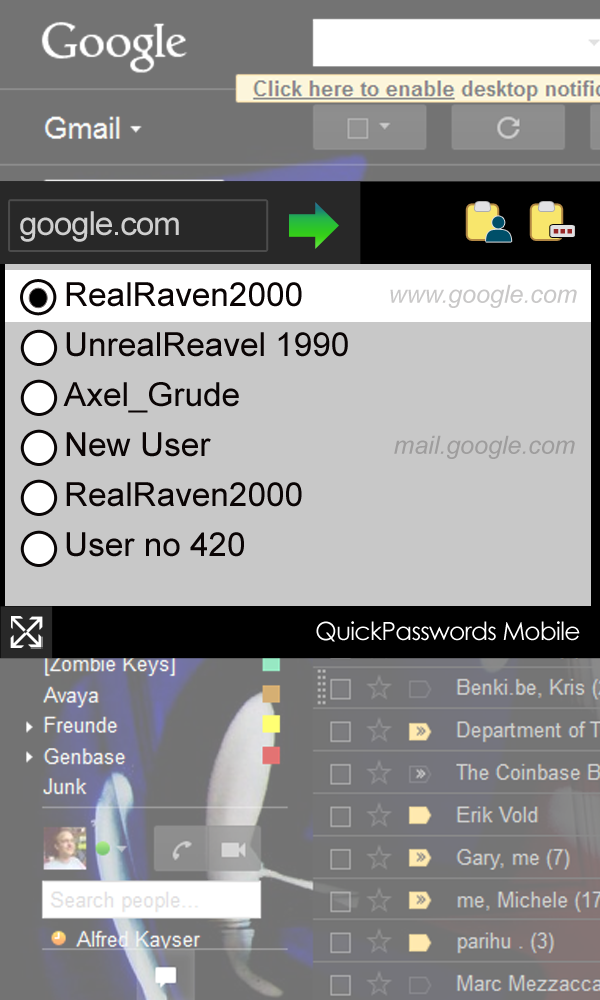 Google
Click here to enable desktop notific
Gmail
google.com
RealRaven2000 www.google.com
UnrealReavel 1990
Axel_Grude
New User mail.google.com
RealRaven2000
User no 420
QuickPasswords Mobile
[Zombie Keys]
Avaya
Freunde
Genbase
Junk
Search people...
Alfred Kayser
Benki.be, Kris (2
Department of T
The Coinbase B
Erik Vold
Gary, me (7)
me, Michele (17
parihu . (3)
Marc Mezzacca